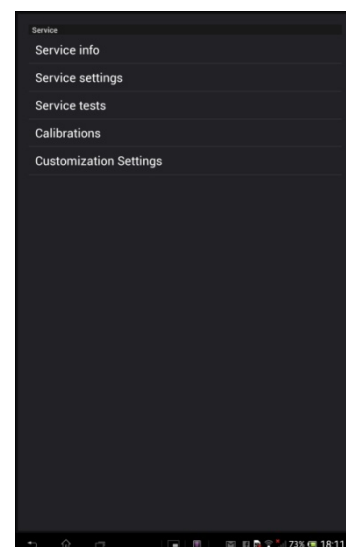 Service
Service info
Service settings
Service tests
Calibrations
Customization Settings
73% 18:11